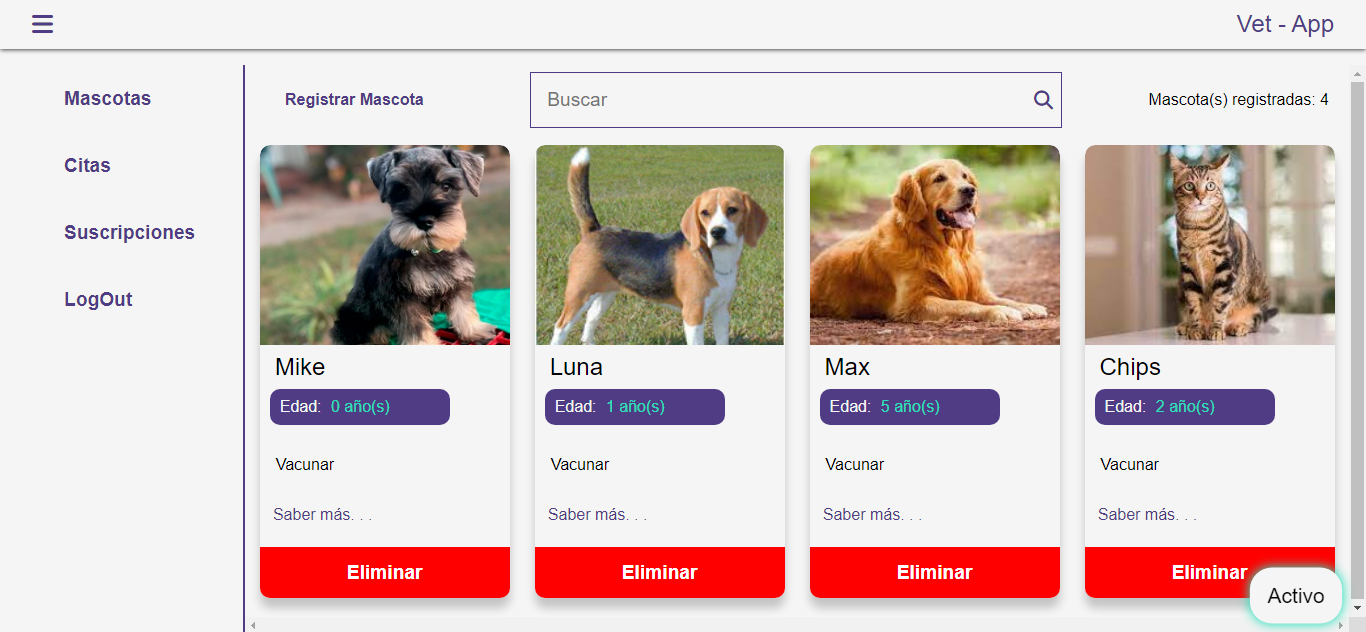 Vet - App
Mascotas
Citas
Suscripciones
LogOut
Registrar Mascota
Buscar
Mascota(s) registradas: 4
Mike
Edad: 0 año(s)
Vacunar
Saber más. . .
Eliminar
Luna
Edad: 1 año(s)
Vacunar
Saber más. . .
Eliminar
Max
Edad: 5 año(s)
Vacunar
Saber más. . .
Eliminar
Chips
Edad: 2 año(s)
Vacunar
Saber más. . .
Eliminar
Activo